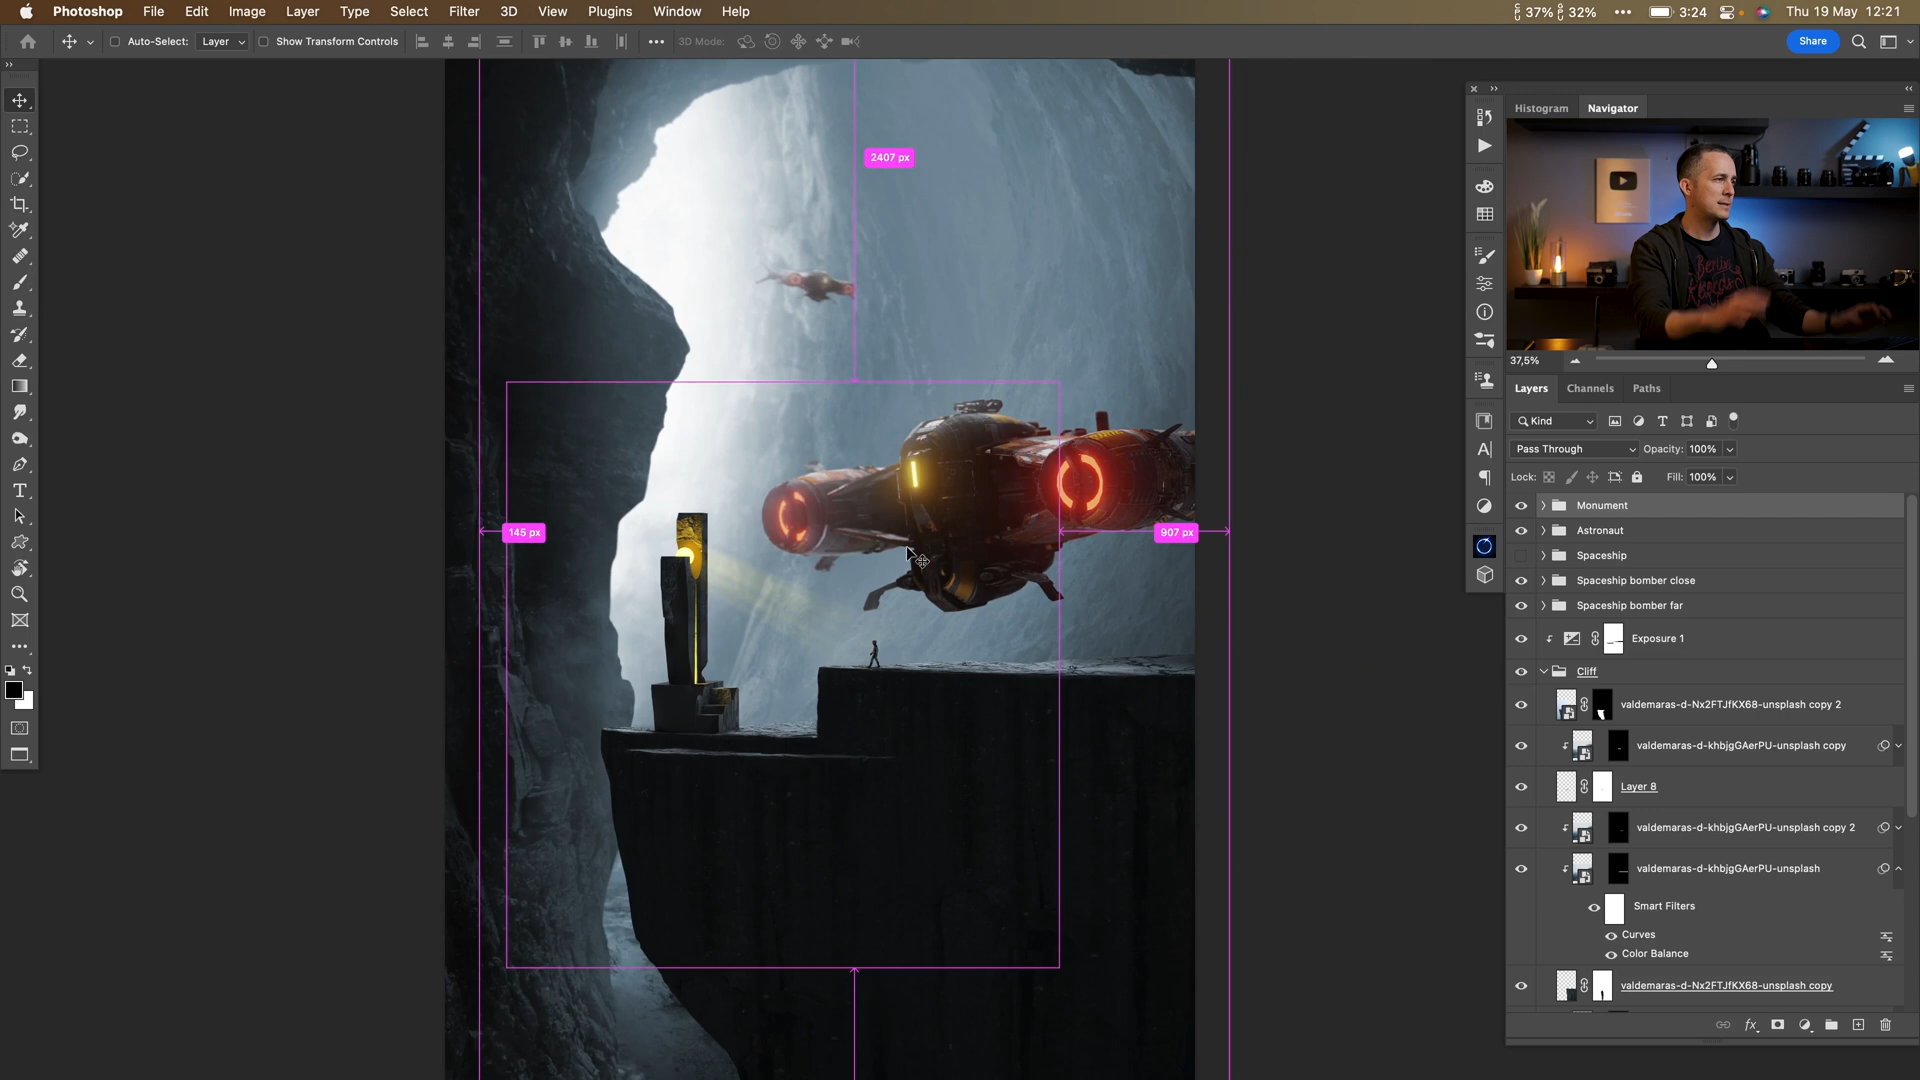 Photoshop File Edit Image Layer Type Select Filter 3D View Plugins Window Help
37% 32% 3:24 Thu 19 May 12:21
Auto-Select: Layer Show Transform Controls 3D Mode: Share
Histogram Navigator
2407 px
145 px
907 px
37,5%
Layers Channels Paths
Kind
Pass Through Opacity: 100%
Lock: Fill: 100%
Monument
Astronaut
Spaceship
Spaceship bomber close
Spaceship bomber far
Exposure 1
Cliff
valdemaras-d-Nx2FTJfKX68-unsplash copy 2
valdemaras-d-khbjgGAerPU-unsplash copy
Layer 8
valdemaras-d-khbjgGAerPU-unsplash copy 2
valdemaras-d-khbjgGAerPU-unsplash
Smart Filters
Curves
Color Balance
valdemaras-d-Nx2FTJfKX68-unsplash copy
fx